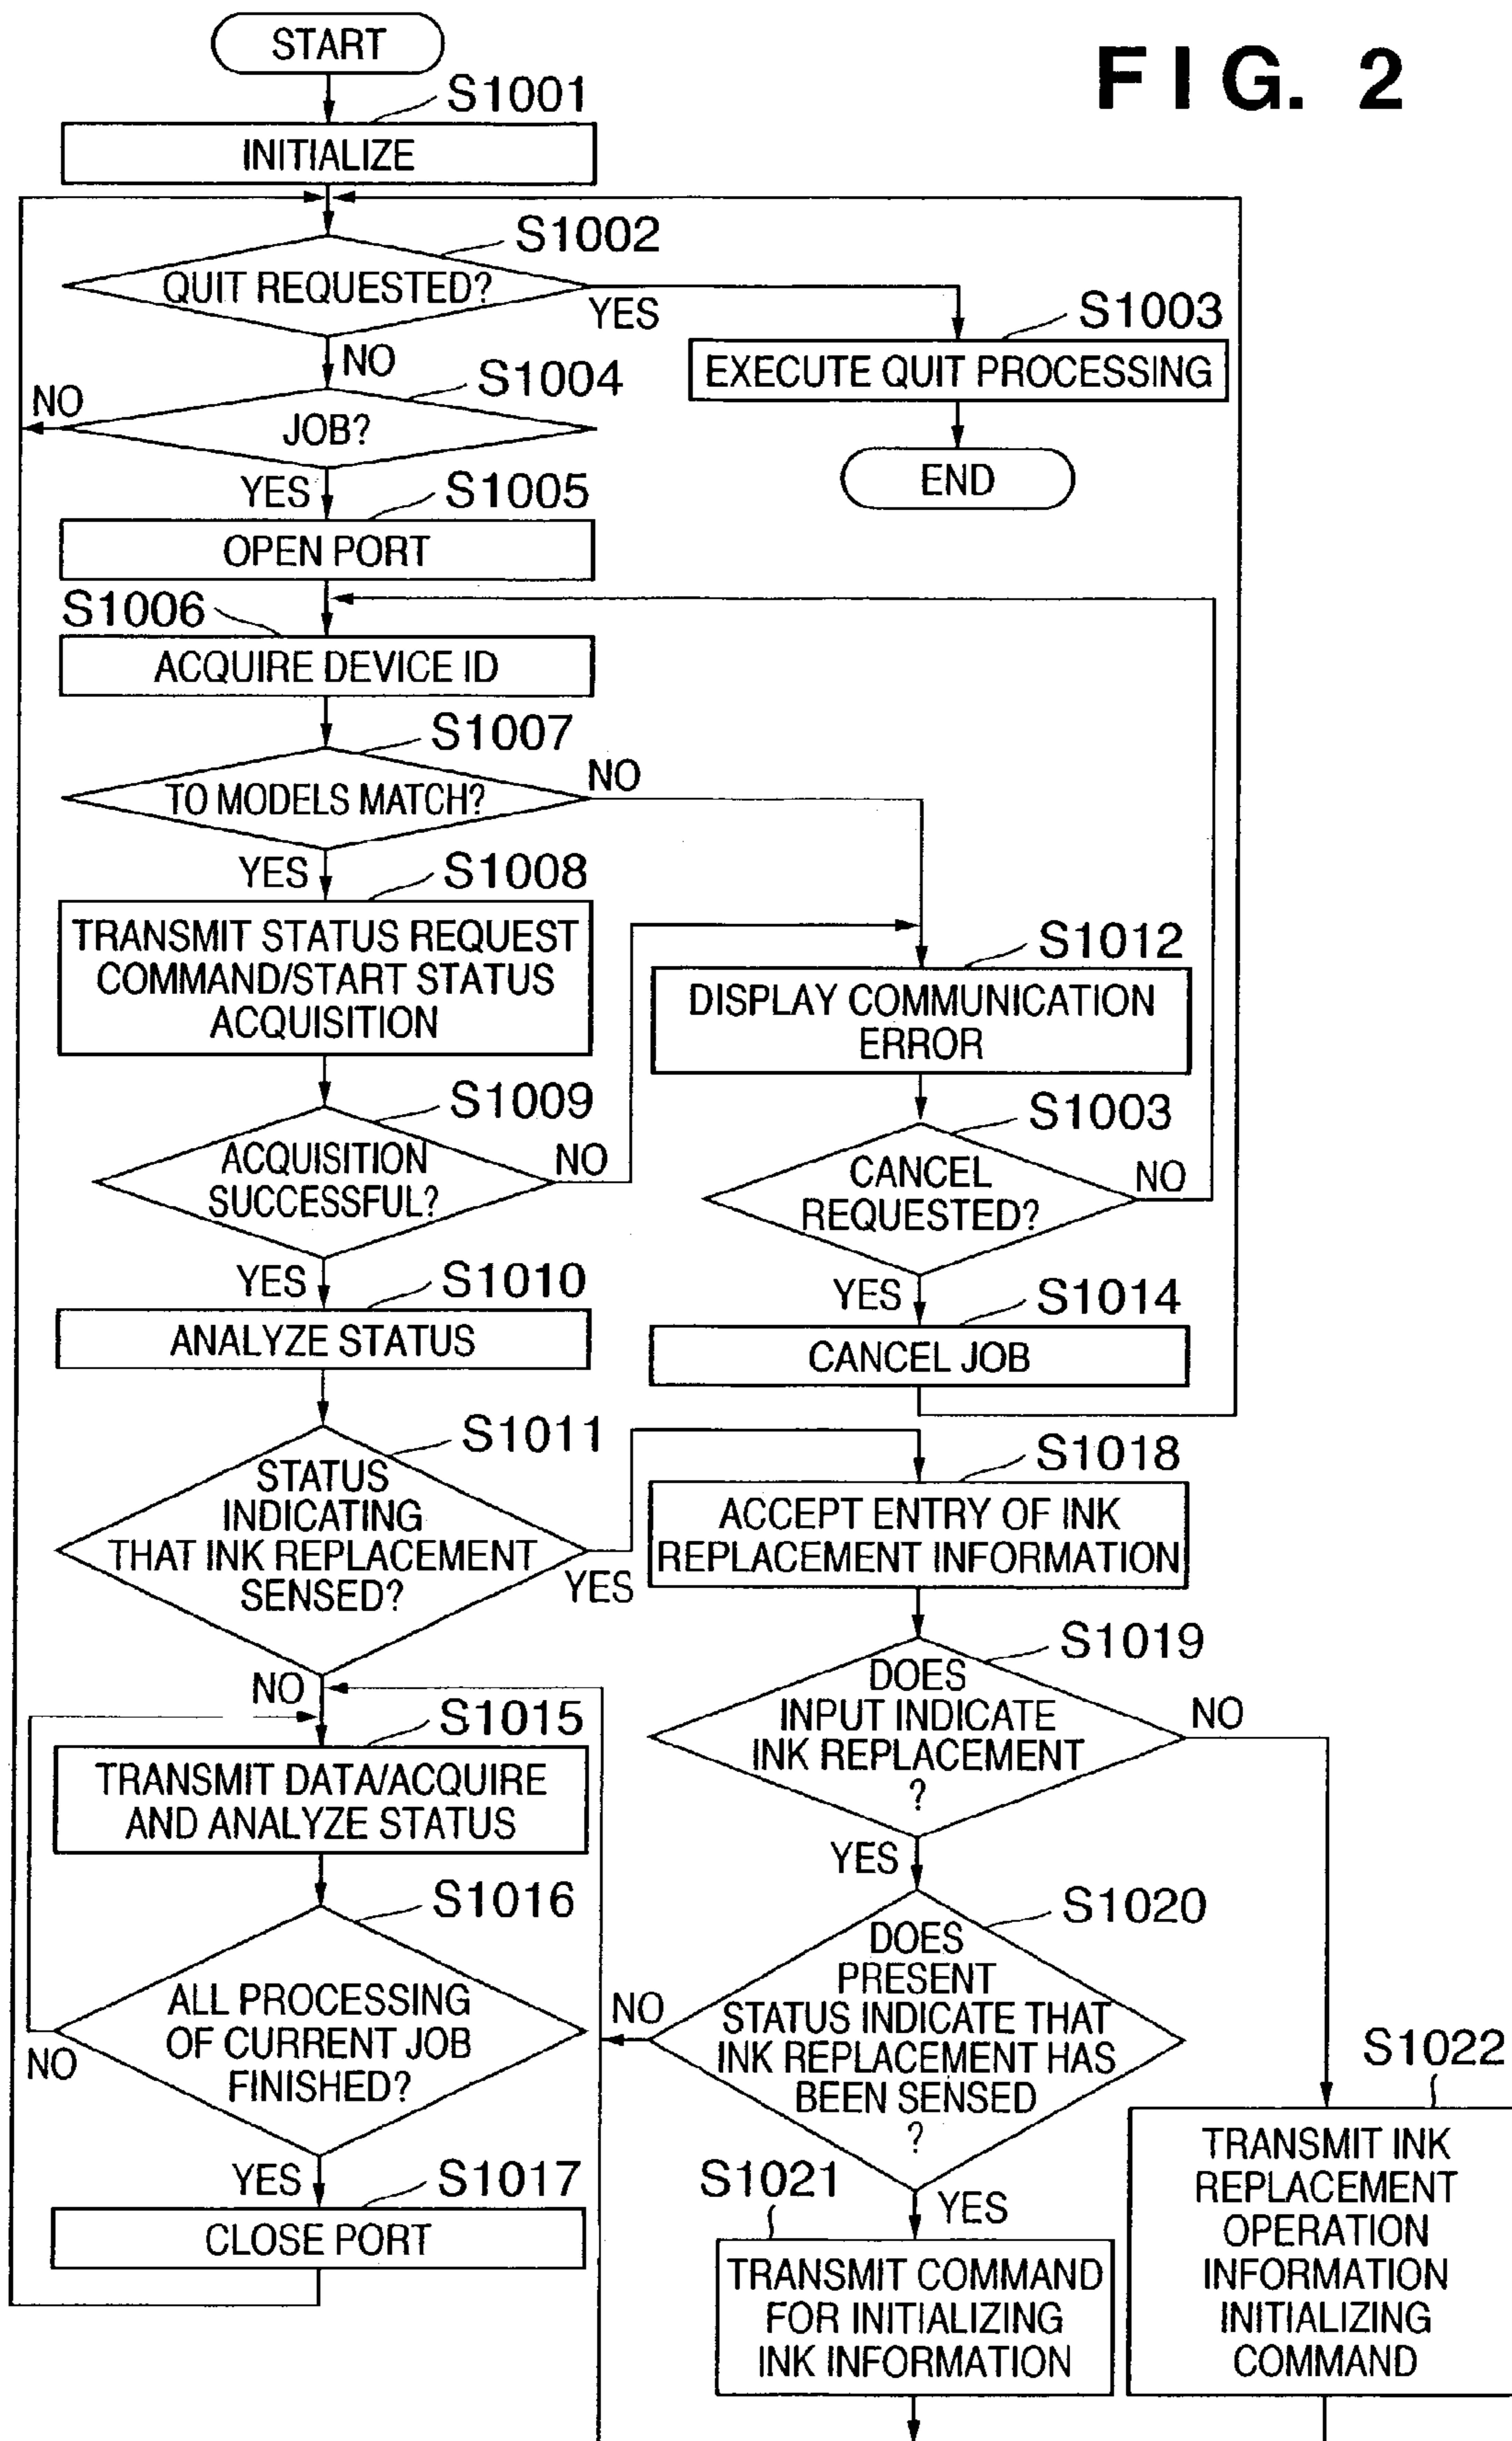 FIG. 2
START
S1001
INITIALIZE
S1002
QUIT REQUESTED?
YES
S1003
EXECUTE QUIT PROCESSING
END
NO
S1004
NO
JOB?
YES
S1005
OPEN PORT
S1006
ACQUIRE DEVICE ID
S1007
TO MODELS MATCH?
NO
YES
S1008
TRANSMIT STATUS REQUEST
COMMAND/START STATUS
ACQUISITION
S1009
ACQUISITION
SUCCESSFUL?
NO
S1012
DISPLAY COMMUNICATION
ERROR
S1003
CANCEL
REQUESTED?
NO
YES
S1014
CANCEL JOB
YES
S1010
ANALYZE STATUS
S1011
STATUS
INDICATING
THAT INK REPLACEMENT
SENSED?
YES
S1018
ACCEPT ENTRY OF INK
REPLACEMENT INFORMATION
S1019
DOES
INPUT INDICATE
INK REPLACEMENT
?
NO
YES
NO
S1015
TRANSMIT DATA/ACQUIRE
AND ANALYZE STATUS
S1016
ALL PROCESSING
OF CURRENT JOB
FINISHED?
NO
YES
S1017
CLOSE PORT
S1020
DOES
PRESENT
STATUS INDICATE THAT
INK REPLACEMENT HAS
BEEN SENSED
?
NO
YES
S1021
TRANSMIT COMMAND
FOR INITIALIZING
INK INFORMATION
S1022
TRANSMIT INK
REPLACEMENT
OPERATION
INFORMATION
INITIALIZING
COMMAND